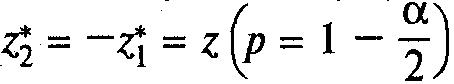 z₂* = −z₁* = z(p = 1 − α/2)